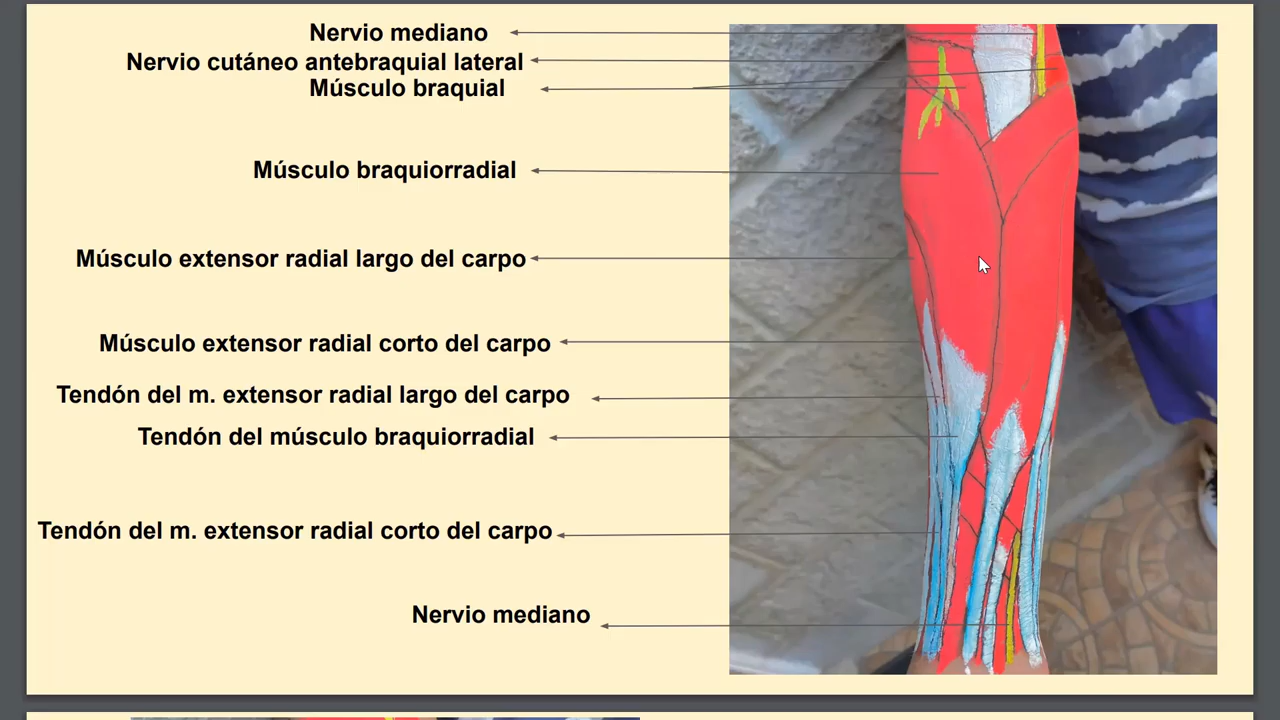 Nervio mediano
Nervio cutáneo antebraquial lateral
Músculo braquial
Músculo braquiorradial
Músculo extensor radial largo del carpo
Músculo extensor radial corto del carpo
Tendón del m. extensor radial largo del carpo
Tendón del músculo braquiorradial
Tendón del m. extensor radial corto del carpo
Nervio mediano